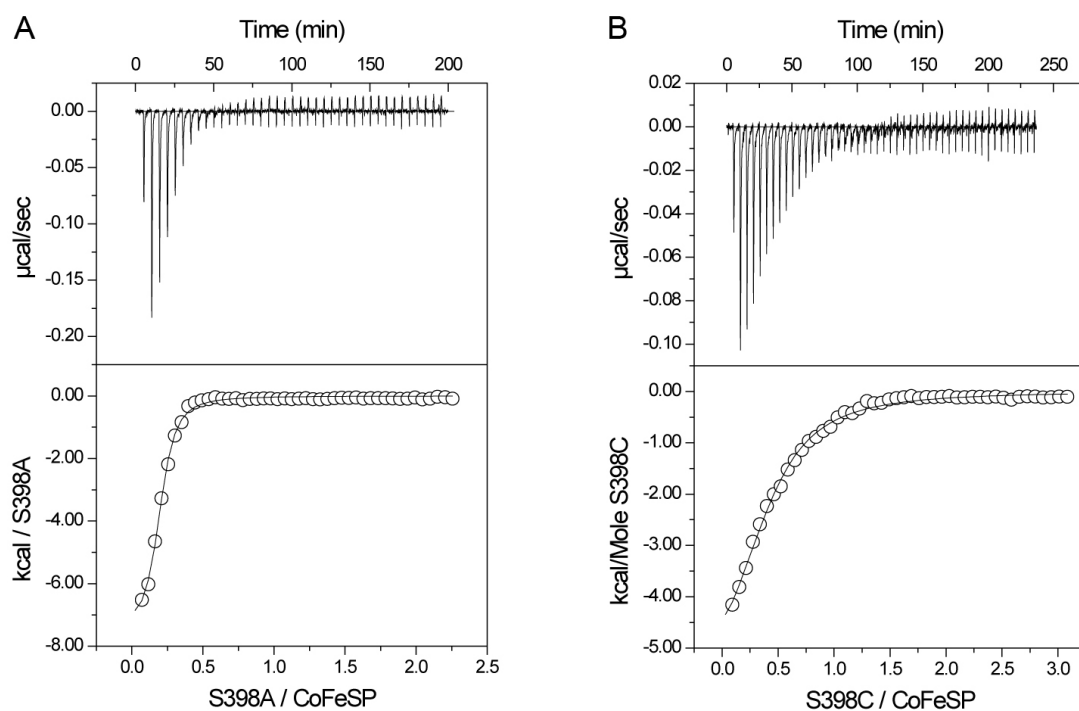 A
Time (min)
0 50 100 150 200
0.00
-0.05
-0.10
-0.15
-0.20
µcal/sec
0.00
-2.00
-4.00
-6.00
-8.00
kcal / S398A
0.0 0.5 1.0 1.5 2.0 2.5
S398A / CoFeSP
B
Time (min)
0 50 100 150 200 250
0.02
0.00
-0.02
-0.04
-0.06
-0.08
-0.10
µcal/sec
0.00
-1.00
-2.00
-3.00
-4.00
-5.00
kcal/Mole S398C
0.0 0.5 1.0 1.5 2.0 2.5 3.0
S398C / CoFeSP